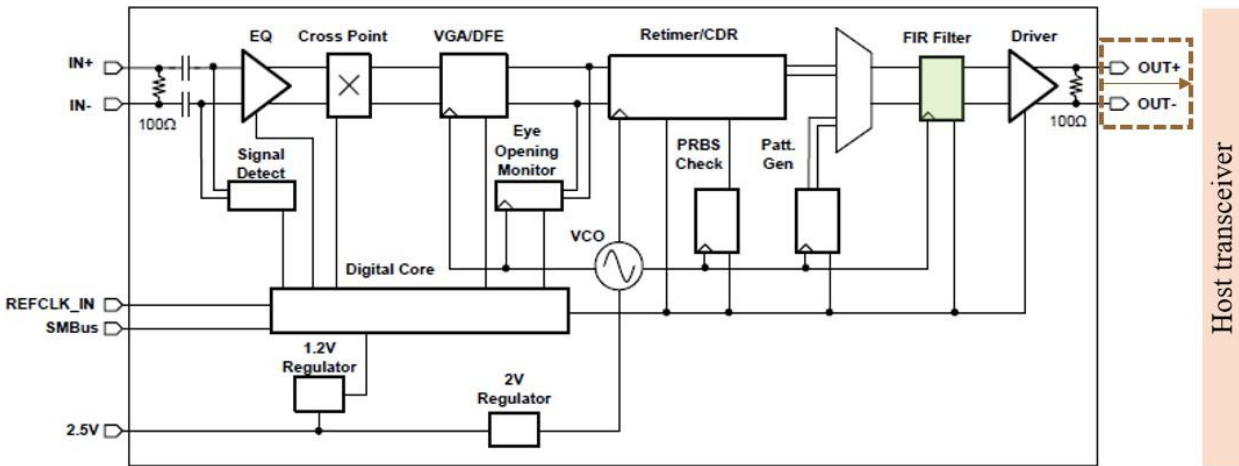 EQ
Cross Point
VGA/DFE
Retimer/CDR
FIR Filter
Driver
IN+
IN-
100Ω
OUT+
OUT-
100Ω
Signal
Detect
Eye
Opening
Monitor
PRBS
Check
Patt.
Gen
VCO
Digital Core
REFCLK_IN
SMBus
1.2V
Regulator
2V
Regulator
2.5V
Host transceiver